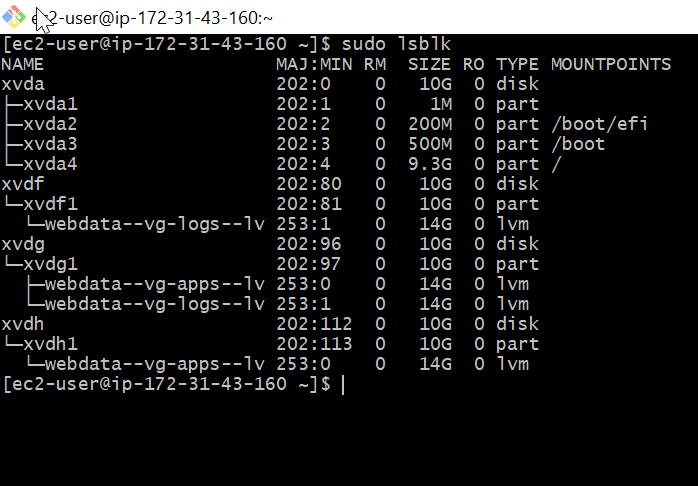 ec2-user@ip-172-31-43-160:~
[ec2-user@ip-172-31-43-160 ~]$ sudo lsblk
NAME                     MAJ:MIN RM  SIZE RO TYPE MOUNTPOINTS
xvda                     202:0    0   10G  0 disk
├─xvda1                  202:1    0    1M  0 part
├─xvda2                  202:2    0  200M  0 part /boot/efi
├─xvda3                  202:3    0  500M  0 part /boot
└─xvda4                  202:4    0  9.3G  0 part /
xvdf                     202:80   0   10G  0 disk
└─xvdf1                  202:81   0   10G  0 part
  └─webdata--vg-logs--lv 253:1    0   14G  0 lvm
xvdg                     202:96   0   10G  0 disk
└─xvdg1                  202:97   0   10G  0 part
  ├─webdata--vg-apps--lv 253:0    0   14G  0 lvm
  └─webdata--vg-logs--lv 253:1    0   14G  0 lvm
xvdh                     202:112  0   10G  0 disk
└─xvdh1                  202:113  0   10G  0 part
  └─webdata--vg-apps--lv 253:0    0   14G  0 lvm
[ec2-user@ip-172-31-43-160 ~]$